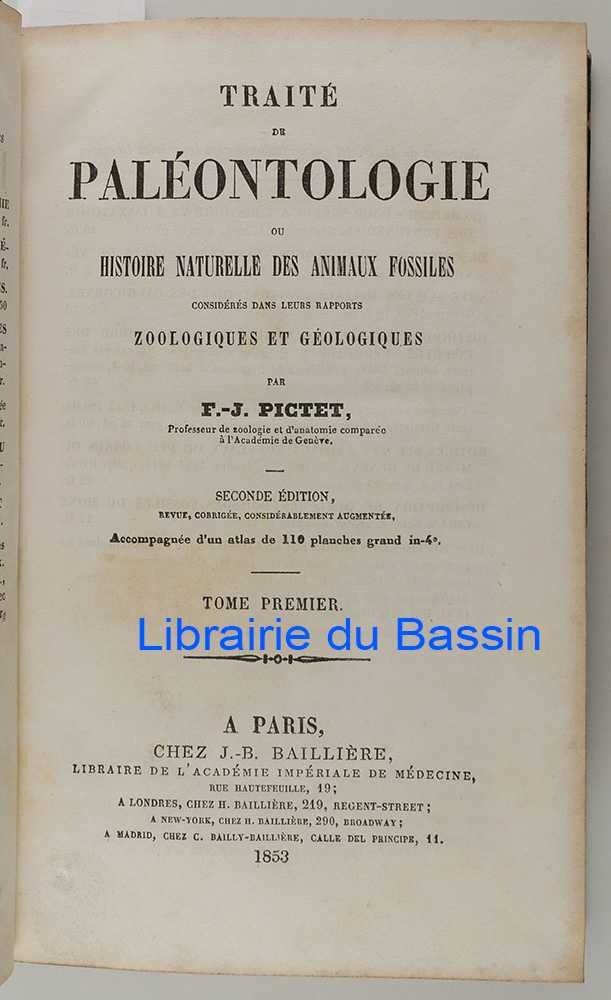 TRAITÉ
DE
PALÉONTOLOGIE
OU
HISTOIRE NATURELLE DES ANIMAUX FOSSILES
CONSIDÉRÉS DANS LEURS RAPPORTS
ZOOLOGIQUES ET GÉOLOGIQUES
PAR
F.-J. PICTET,
Professeur de zoologie et d'anatomie comparée
à l'Académie de Genève.
SECONDE ÉDITION,
REVUE, CORRIGÉE, CONSIDÉRABLEMENT AUGMENTÉE,
Accompagnée d'un atlas de 110 planches grand in-4°.
TOME PREMIER.
Librairie du Bassin
A PARIS,
CHEZ J.-B. BAILLIÈRE,
LIBRAIRE DE L'ACADÉMIE IMPÉRIALE DE MÉDECINE,
RUE HAUTEFEUILLE, 19;
A LONDRES, CHEZ H. BAILLIÈRE, 219, REGENT-STREET;
A NEW-YORK, CHEZ H. BAILLIÈRE, 290, BROADWAY;
A MADRID, CHEZ C. BAILLY-BAILLIÈRE, CALLE DEL PRINCIPE, 11.
1853